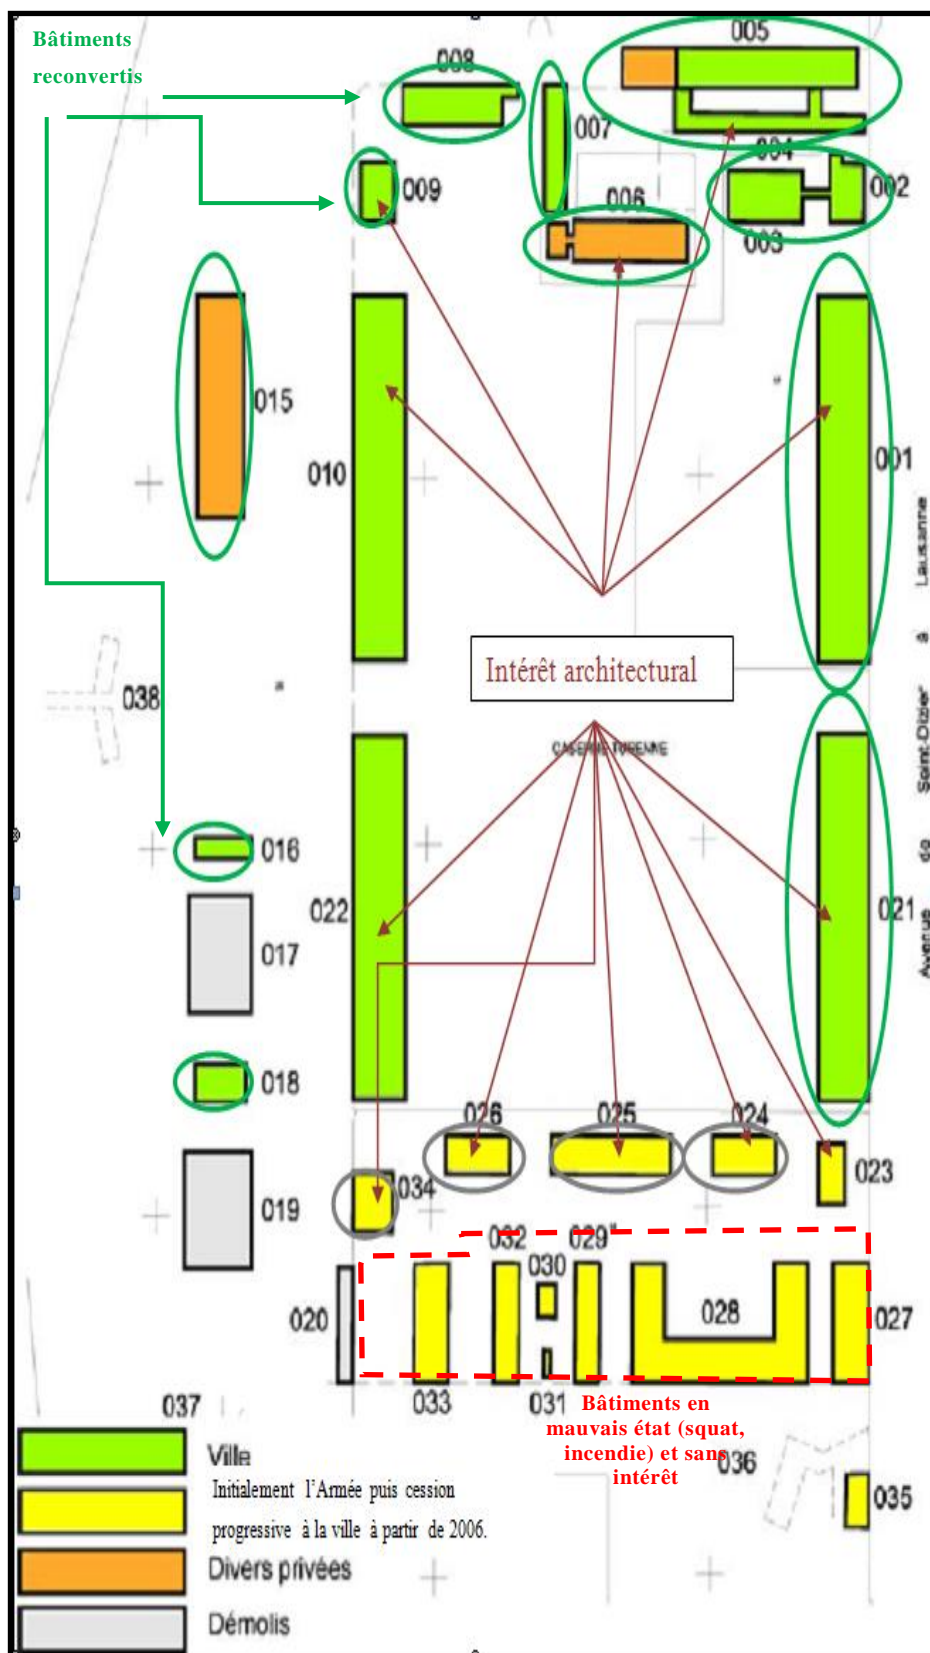 Bâtiments
reconvertis
005
008
007
004
002
009
006
003
015
010
001
Avenue de Saint-Dizier à Lausanne
Intérêt architectural
038
CASERNE TURENNE
016
022
021
017
018
026
025
024
023
034
019
032
029
030
020
028
027
037
033
031
Bâtiments en
mauvais état (squat,
incendie) et sans
intérêt
036
035
Ville
Initialement l’Armée puis cession
progressive à la ville à partir de 2006.
Divers privées
Démolis